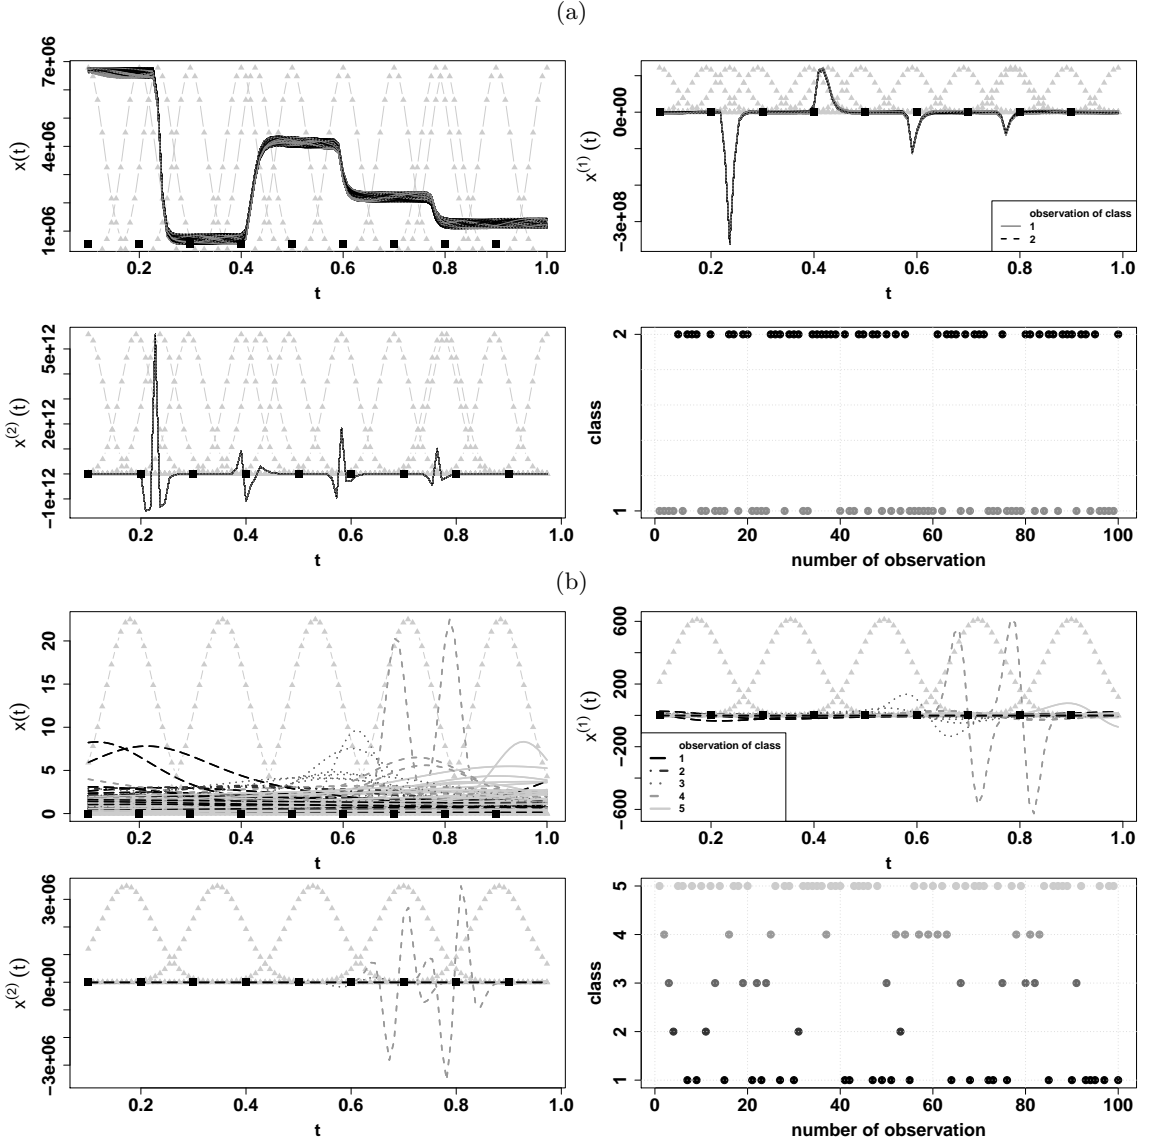 (a)
x(t)
7e+06
4e+06
1e+06
0.2 0.4 0.6 0.8 1.0
t
x(1) (t)
0e+00
−3e+08
observation of class
1
2
0.2 0.4 0.6 0.8 1.0
t
x(2) (t)
5e+12
2e+12
−1e+12
0.2 0.4 0.6 0.8 1.0
t
class
2
1
0 20 40 60 80 100
number of observation
(b)
x(t)
20
15
10
5
0
0.2 0.4 0.6 0.8 1.0
t
x(1) (t)
600
200
−200
−600
observation of class
1
2
3
4
5
0.2 0.4 0.6 0.8 1.0
t
x(2) (t)
3e+06
0e+00
−3e+06
0.2 0.4 0.6 0.8 1.0
t
class
5
4
3
2
1
0 20 40 60 80 100
number of observation